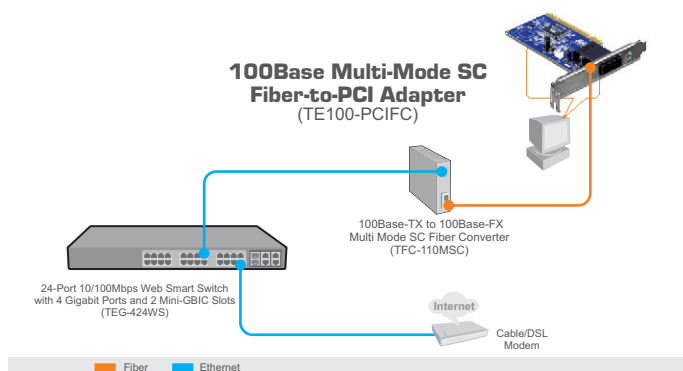 100Base Multi-Mode SC
Fiber-to-PCI Adapter
(TE100-PCIFC)
100Base-TX to 100Base-FX
Multi Mode SC Fiber Converter
(TFC-110MSC)
24-Port 10/100Mbps Web Smart Switch
with 4 Gigabit Ports and 2 Mini-GBIC Slots
(TEG-424WS)
Internet
Cable/DSL
Modem
Fiber
Ethernet